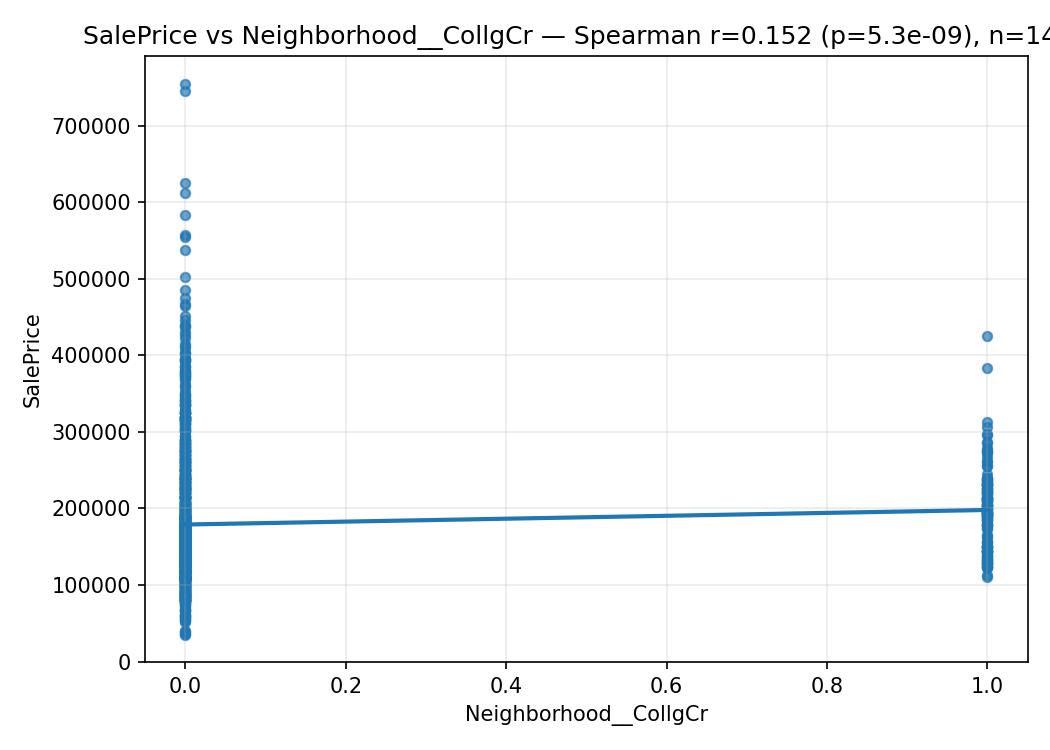 SalePrice vs Neighborhood__CollgCr — Spearman r=0.152 (p=5.3e-09), n=14
700000
600000
500000
400000
300000
200000
100000
0
SalePrice
0.0 0.2 0.4 0.6 0.8 1.0
Neighborhood__CollgCr